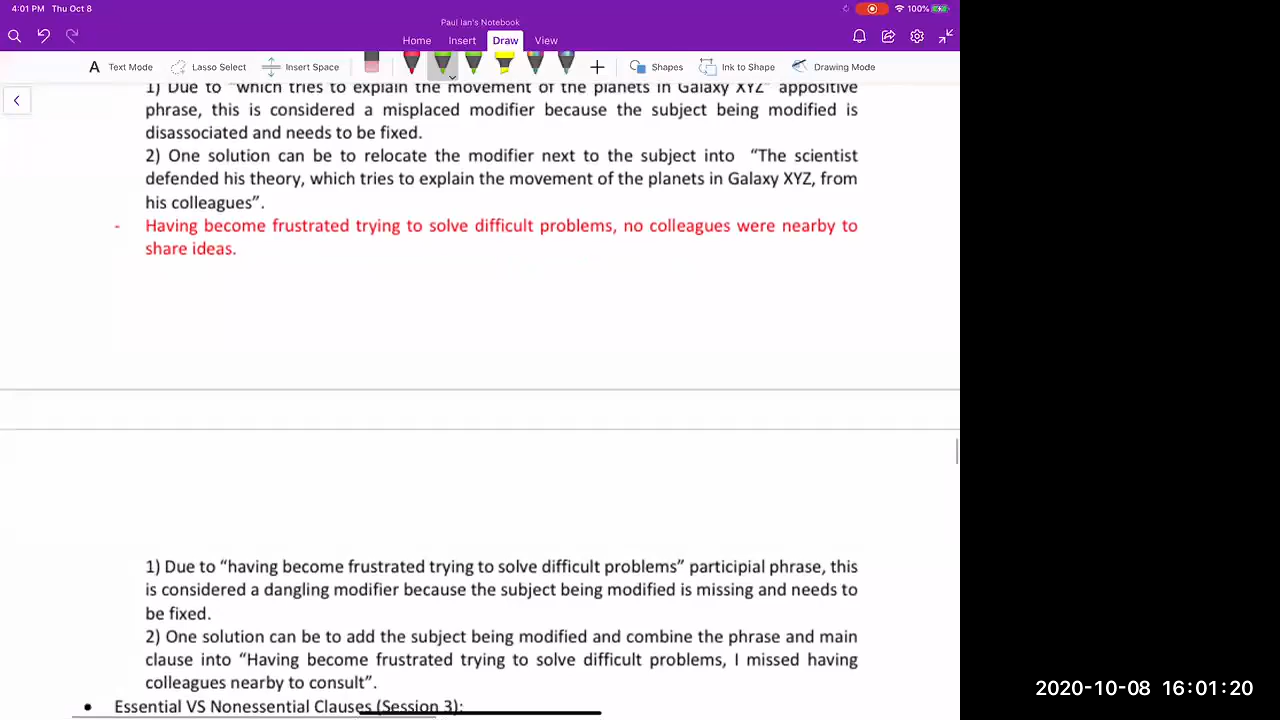 4:01 PM Thu Oct 8
100%
Paul Ian's Notebook
Home Insert Draw View
A Text Mode Lasso Select Insert Space Shapes Ink to Shape Drawing Mode
1) Due to "which tries to explain the movement of the planets in Galaxy XYZ" appositive
phrase, this is considered a misplaced modifier because the subject being modified is
disassociated and needs to be fixed.
2) One solution can be to relocate the modifier next to the subject into "The scientist
defended his theory, which tries to explain the movement of the planets in Galaxy XYZ, from
his colleagues".
- Having become frustrated trying to solve difficult problems, no colleagues were nearby to
share ideas.
1) Due to "having become frustrated trying to solve difficult problems" participial phrase, this
is considered a dangling modifier because the subject being modified is missing and needs to
be fixed.
2) One solution can be to add the subject being modified and combine the phrase and main
clause into "Having become frustrated trying to solve difficult problems, I missed having
colleagues nearby to consult".
• Essential VS Nonessential Clauses (Session 3):
2020-10-08 16:01:20